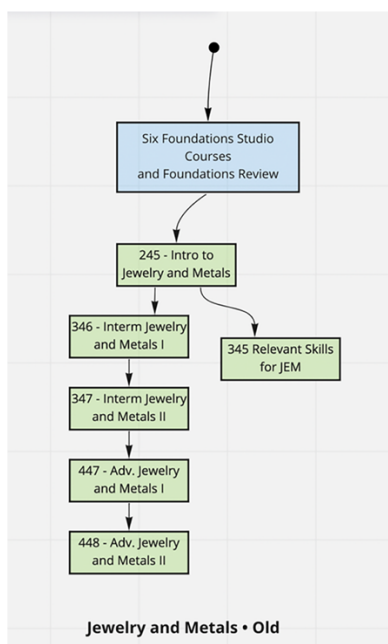 Six Foundations Studio
Courses
and Foundations Review
245 - Intro to
Jewelry and Metals
346 - Interm Jewelry
and Metals I
345 Relevant Skills
for JEM
347 - Interm Jewelry
and Metals II
447 - Adv. Jewelry
and Metals I
448 - Adv. Jewelry
and Metals II
Jewelry and Metals • Old